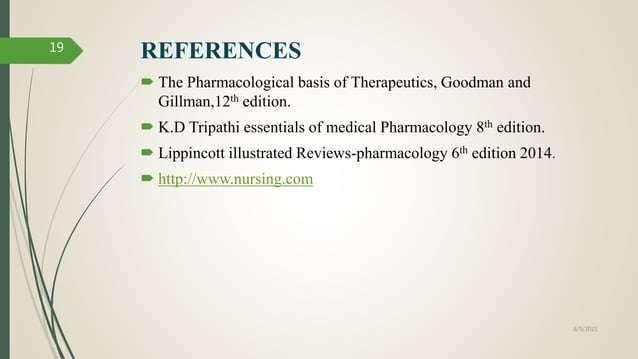 19
REFERENCES
The Pharmacological basis of Therapeutics, Goodman and
Gillman,12th edition.
K.D Tripathi essentials of medical Pharmacology 8th edition.
Lippincott illustrated Reviews-pharmacology 6th edition 2014.
http://www.nursing.com